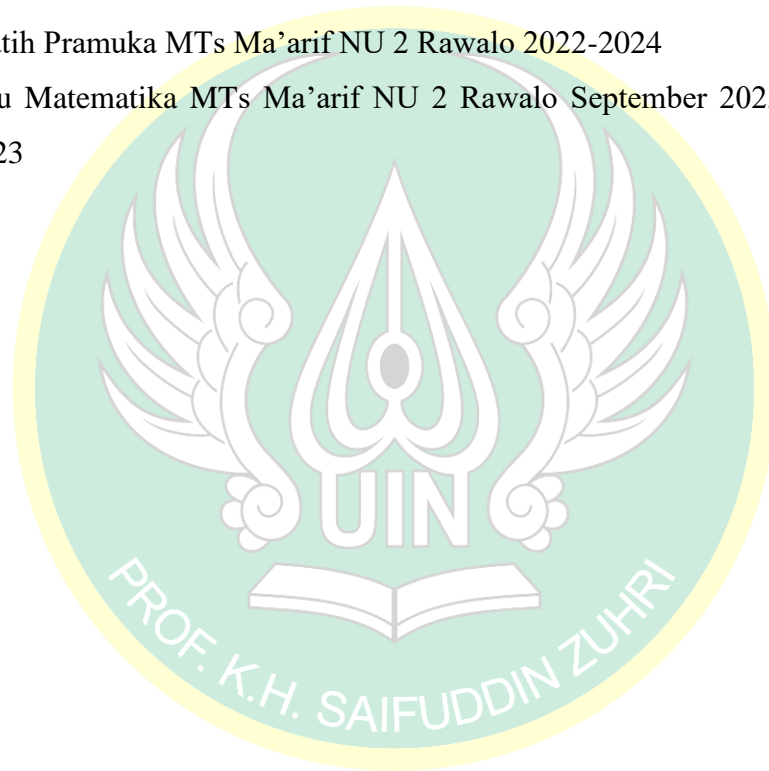 atih Pramuka MTs Ma’arif NU 2 Rawalo 2022-2024
u Matematika MTs Ma’arif NU 2 Rawalo September 202
23
UIN
PROF. K.H. SAIFUDDIN ZUHRI